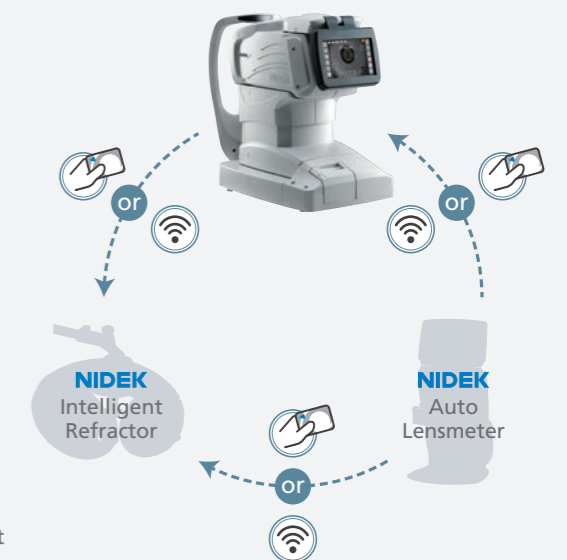 or
or
NIDEK
Intelligent
Refractor
NIDEK
Auto
Lensmeter
or
t